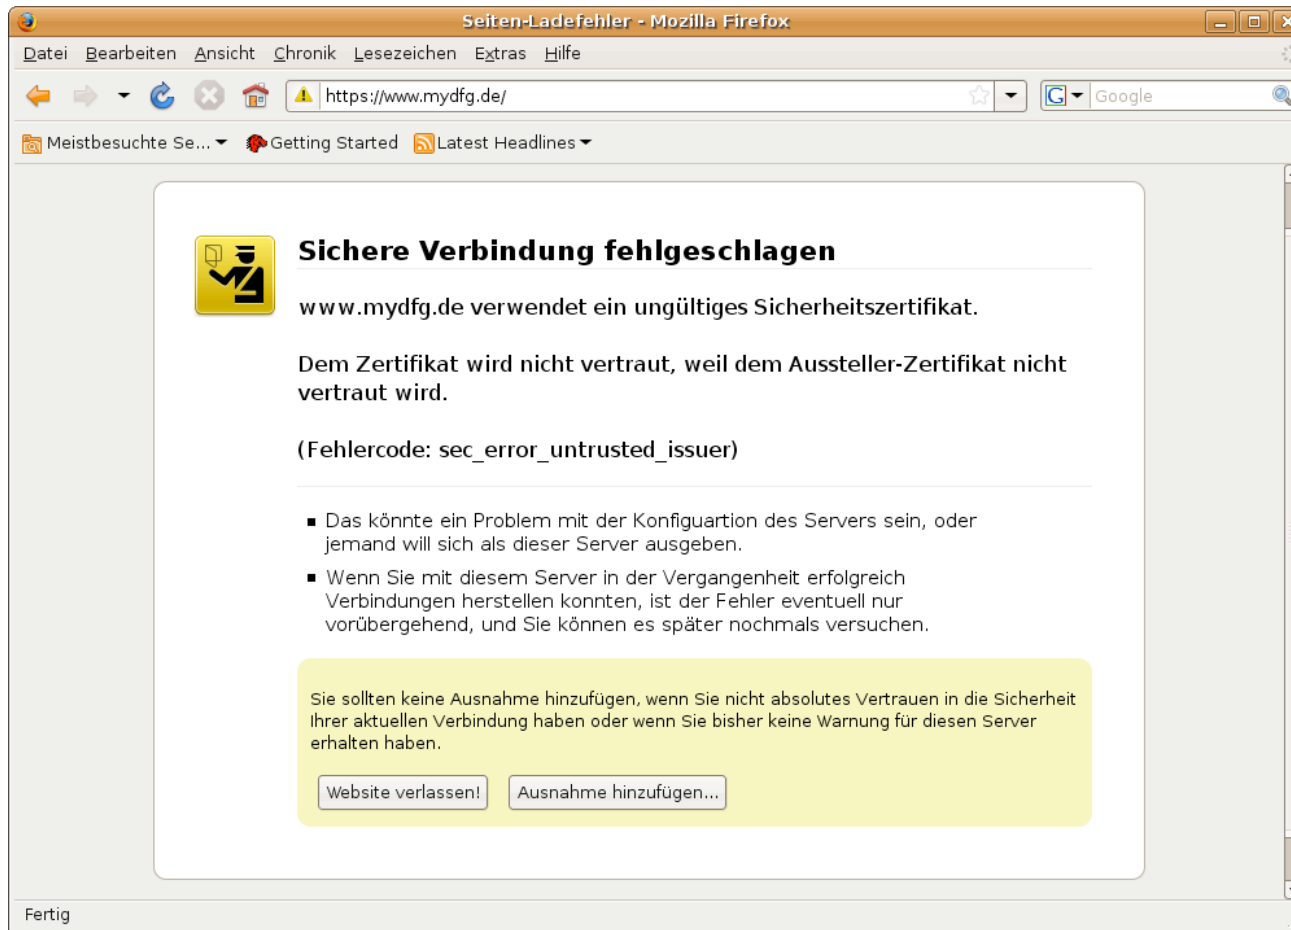 Seiten-Ladefehler - Mozilla Firefox
Datei Bearbeiten Ansicht Chronik Lesezeichen Extras Hilfe
https://www.mydfg.de/ G Google
Meistbesuchte Se... Getting Started Latest Headlines
Sichere Verbindung fehlgeschlagen
www.mydfg.de verwendet ein ungültiges Sicherheitszertifikat.
Dem Zertifikat wird nicht vertraut, weil dem Aussteller-Zertifikat nicht
vertraut wird.
(Fehlercode: sec_error_untrusted_issuer)
Das könnte ein Problem mit der Konfiguartion des Servers sein, oder
jemand will sich als dieser Server ausgeben.
Wenn Sie mit diesem Server in der Vergangenheit erfolgreich
Verbindungen herstellen konnten, ist der Fehler eventuell nur
vorübergehend, und Sie können es später nochmals versuchen.
Sie sollten keine Ausnahme hinzufügen, wenn Sie nicht absolutes Vertrauen in die Sicherheit
Ihrer aktuellen Verbindung haben oder wenn Sie bisher keine Warnung für diesen Server
erhalten haben.
Website verlassen! Ausnahme hinzufügen...
Fertig